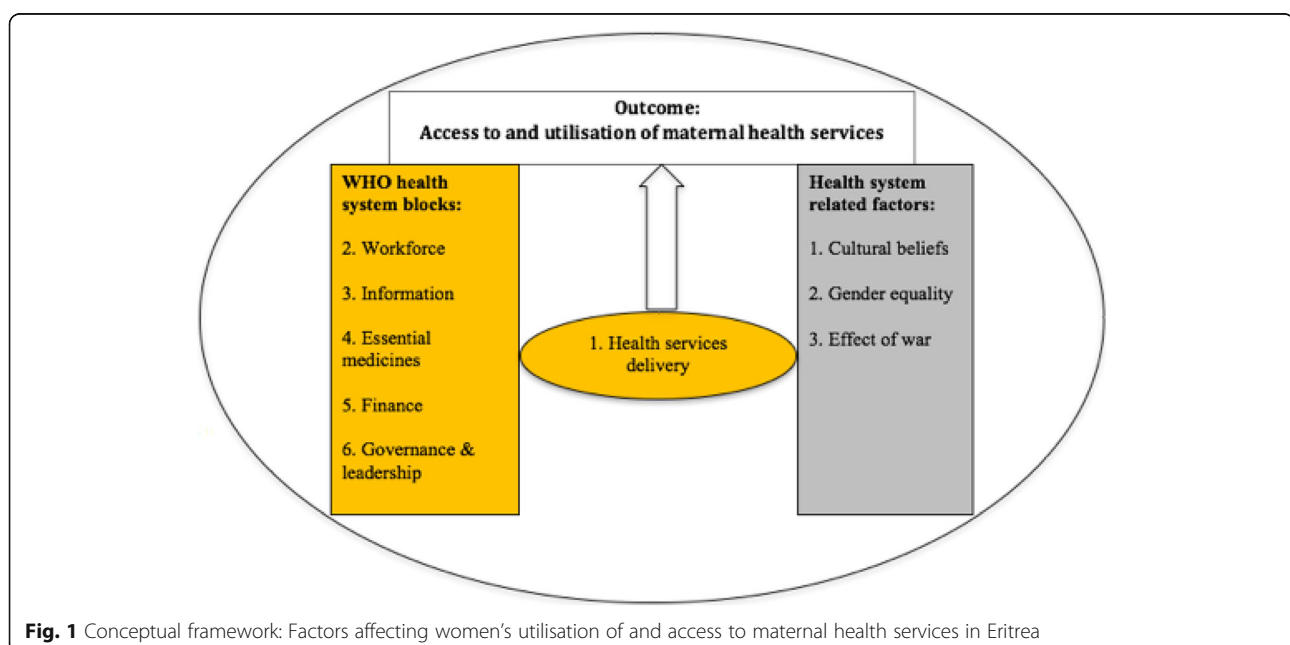 Outcome:
Access to and utilisation of maternal health services
WHO health
system blocks:
2. Workforce
3. Information
4. Essential
medicines
5. Finance
6. Governance &
leadership
1. Health services
delivery
Health system
related factors:
1. Cultural beliefs
2. Gender equality
3. Effect of war
Fig. 1 Conceptual framework: Factors affecting women's utilisation of and access to maternal health services in Eritrea